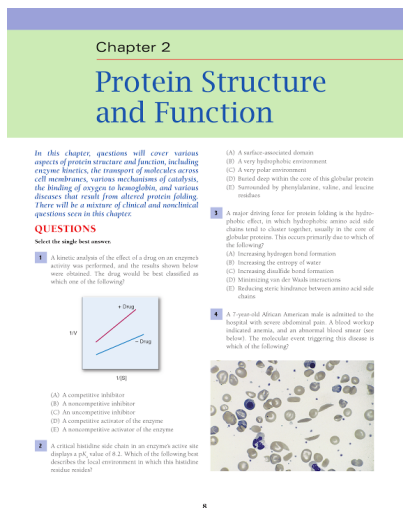 Chapter 2
Protein Structure
and Function
In this chapter, questions will cover various
aspects of protein structure and function, including
enzyme kinetics, the transport of molecules across
cell membranes, various mechanisms of catalysis,
the binding of oxygen to hemoglobin, and various
diseases that result from altered protein folding.
There will be a mixture of clinical and nonclinical
questions seen in this chapter.
QUESTIONS
Select the single best answer.
1 A kinetic analysis of the effect of a drug on an enzyme's
activity was performed, and the results shown below
were obtained. The drug would be best classified as
which one of the following?
+ Drug
1/V
- Drug
1/[S]
(A) A competitive inhibitor
(B) A noncompetitive inhibitor
(C) An uncompetitive inhibitor
(D) A competitive activator of the enzyme
(E) A noncompetitive activator of the enzyme
2 A critical histidine side chain in an enzyme's active site
displays a pKa value of 8.2. Which of the following best
describes the local environment in which this histidine
residue resides?
(A) A surface-associated domain
(B) A very hydrophobic environment
(C) A very polar environment
(D) Buried deep within the core of this globular protein
(E) Surrounded by phenylalanine, valine, and leucine
residues
3 A major driving force for protein folding is the hydro-
phobic effect, in which hydrophobic amino acid side
chains tend to cluster together, usually in the core of
globular proteins. This occurs primarily due to which of
the following?
(A) Increasing hydrogen bond formation
(B) Increasing the entropy of water
(C) Increasing disulfide bond formation
(D) Minimizing van der Waals interactions
(E) Reducing steric hindrance between amino acid side
chains
4 A 7-year-old African American male is admitted to the
hospital with severe abdominal pain. A blood workup
indicated anemia, and an abnormal blood smear (see
below). The molecular event triggering this disease is
which of the following?
8